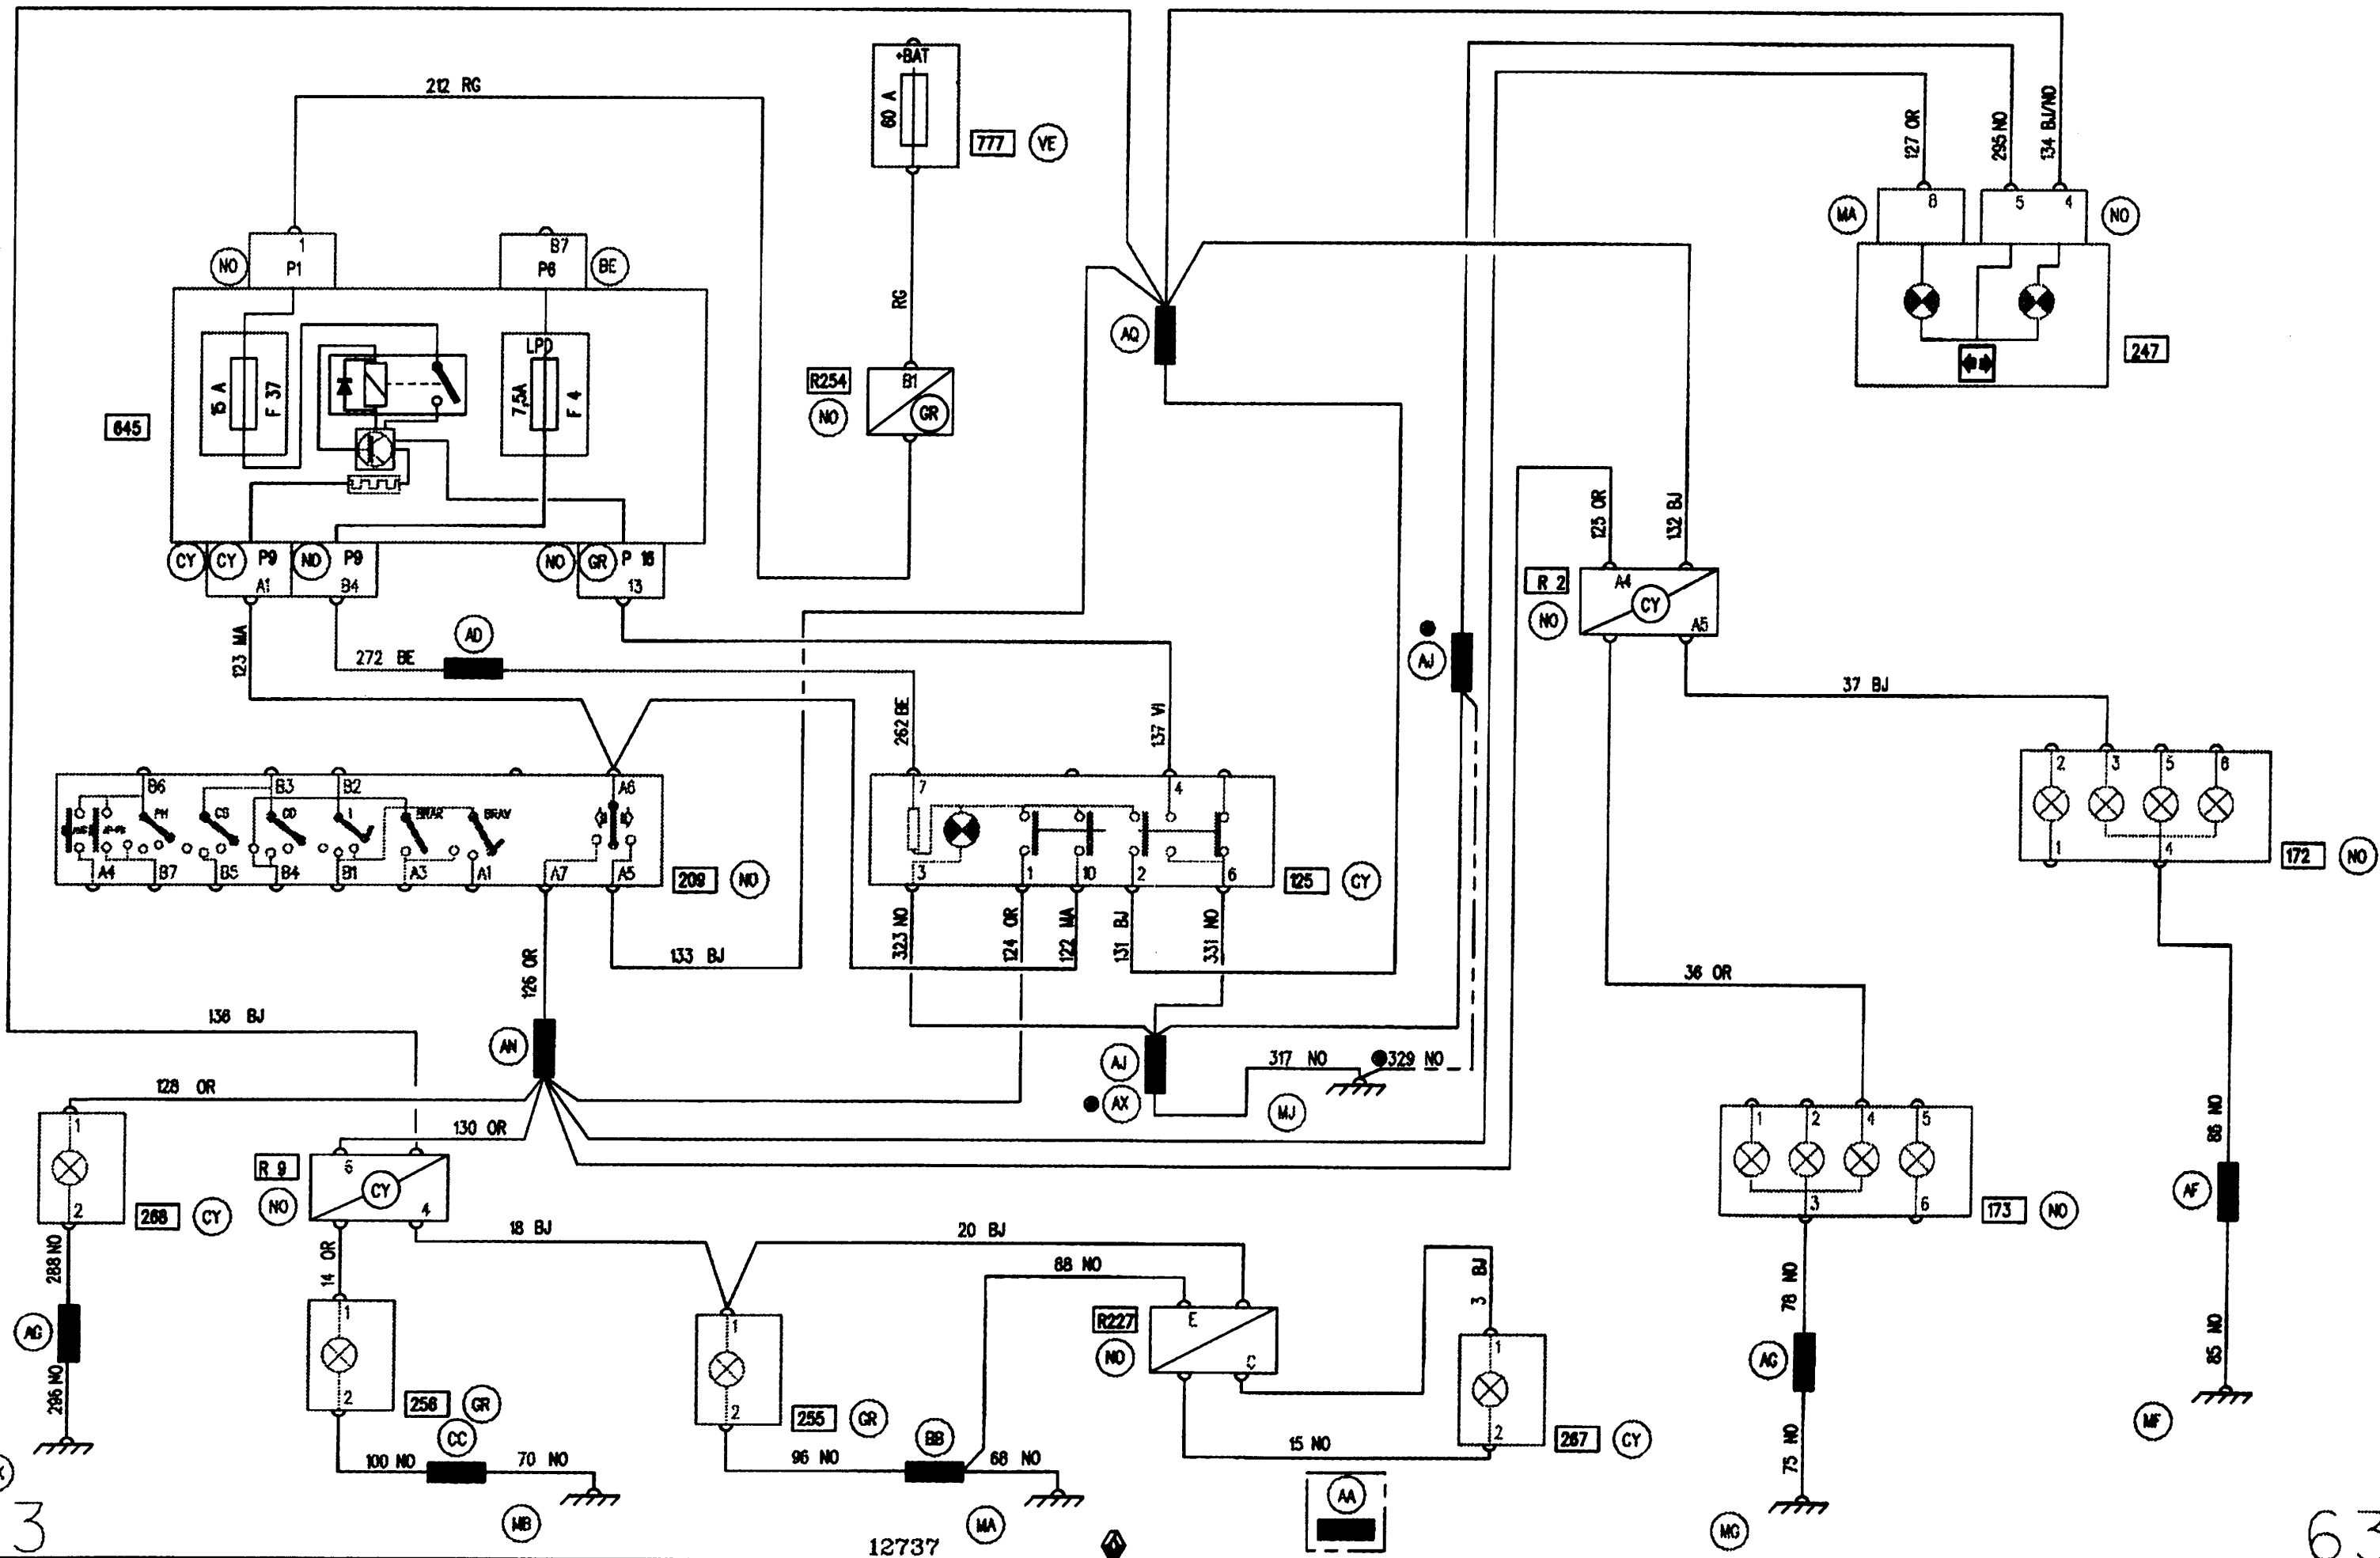 212 RG
+BAT
60 A
777
VE
127 OR
295 NO
134 BJ/NO
MA
8
5
4
NO
247
NO
1
P1
B7
P6
BE
RG
AQ
645
15 A
F 37
LPD
7,5A
F 4
R254
NO
B1
GR
125 OR
132 BJ
CY
CY
P9
A1
NO
P9
B4
NO
GR
P 16
13
R 2
NO
A4
CY
A5
123 MA
272 BE
AD
AJ
37 BJ
262 BE
137 VI
B6
B3
B2
A6
PH
CS
CD
I
A4
B7
B5
B4
B1
A3
A1
A7
A5
209
NO
7
4
3
1
10
2
6
125
CY
2
3
5
6
1
4
172
NO
126 OR
133 BJ
323 NO
124 OR
122 MA
131 BJ
331 NO
36 OR
136 BJ
AN
AJ
AX
317 NO
329 NO
MJ
128 OR
130 OR
1
2
268
CY
R 9
NO
6
CY
4
1
2
4
5
3
6
173
NO
86 NO
AF
85 NO
MF
288 NO
AG
296 NO
14 OR
18 BJ
20 BJ
88 NO
3 BJ
R227
NO
E
C
78 NO
AG
75 NO
MG
1
2
256
GR
CC
100 NO
70 NO
MB
1
2
255
GR
BB
96 NO
68 NO
MA
15 NO
1
2
267
CY
AA
3
12737
63